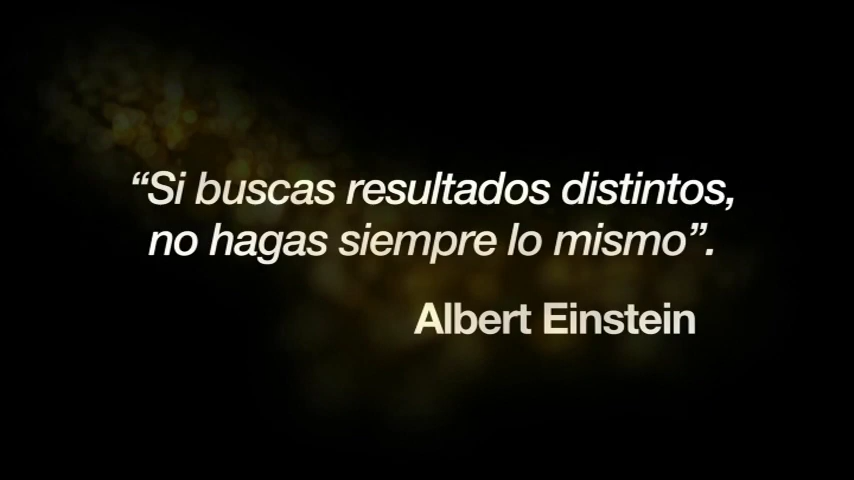 “Si buscas resultados distintos,
no hagas siempre lo mismo”.
Albert Einstein